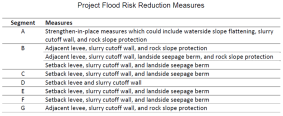 Project Flood Risk Reduction Measures
Segment Measures
A Strengthen-in-place measures which could include waterside slope flattening, slurry
cutoff wall, and rock slope protection
B Adjacent levee, slurry cutoff wall, and rock slope protection
Adjacent levee, slurry cutoff wall, landside seepage berm, and rock slope protection
Setback levee, slurry cutoff wall, and landside seepage berm
C Setback levee, slurry cutoff wall, and landside seepage berm
D Setback levee and slurry cutoff wall
E Setback levee, slurry cutoff wall, and landside seepage berm
F Setback levee, slurry cutoff wall, and landside seepage berm
G Adjacent levee, slurry cutoff wall, and rock slope protection